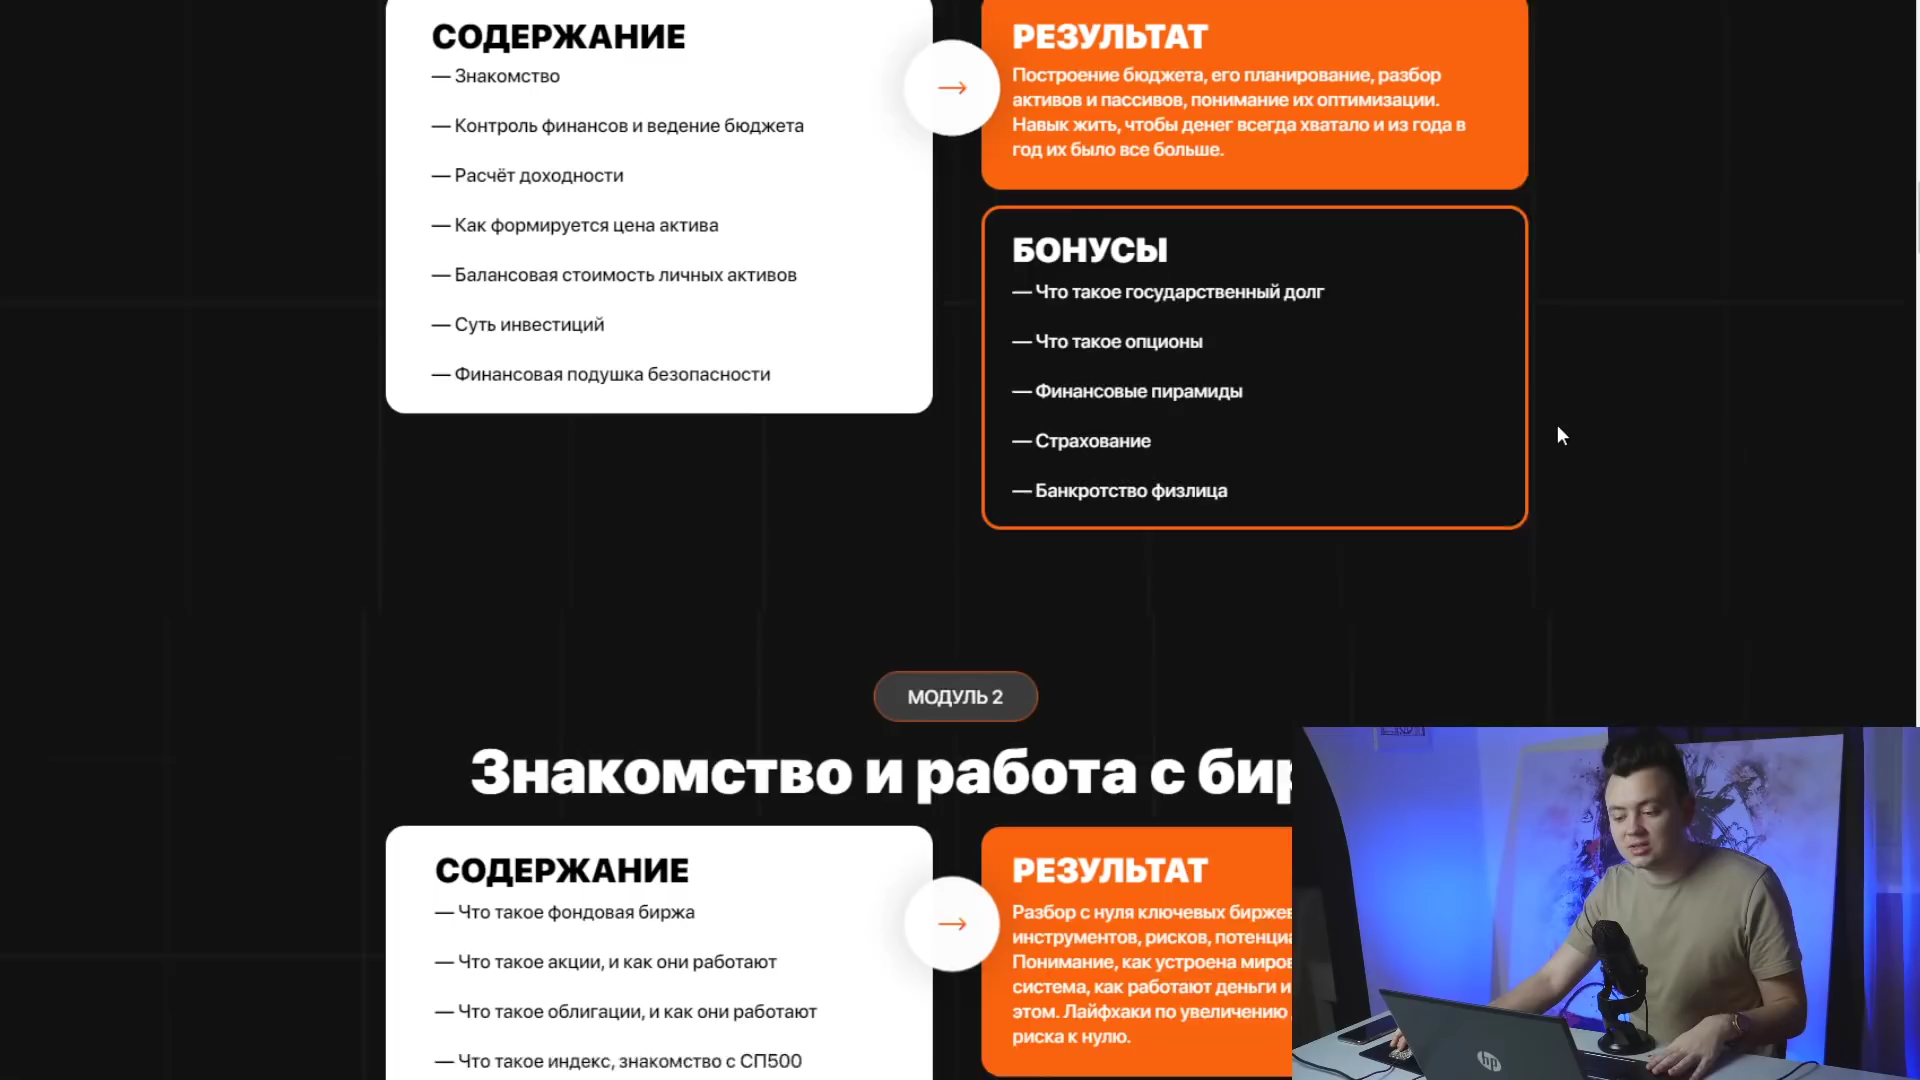 СОДЕРЖАНИЕ
— Знакомство
— Контроль финансов и ведение бюджета
— Расчёт доходности
— Как формируется цена актива
— Балансовая стоимость личных активов
— Суть инвестиций
— Финансовая подушка безопасности
РЕЗУЛЬТАТ
Построение бюджета, его планирование, разбор
активов и пассивов, понимание их оптимизации.
Навык жить, чтобы денег всегда хватало и из года в
год их было все больше.
БОНУСЫ
— Что такое государственный долг
— Что такое опционы
— Финансовые пирамиды
— Страхование
— Банкротство физлица
МОДУЛЬ 2
Знакомство и работа с
СОДЕРЖАНИЕ
— Что такое фондовая биржа
— Что такое акции, и как они работают
— Что такое облигации, и как они работают
— Что такое индекс, знакомство с СП500
РЕЗУЛЬТАТ
Разбор с нуля ключевых
инструментов, рисков,
Понимание, как устроена
система, как работают деньги и
этом. Лайфхаки по увеличению
риска к нулю.
hp